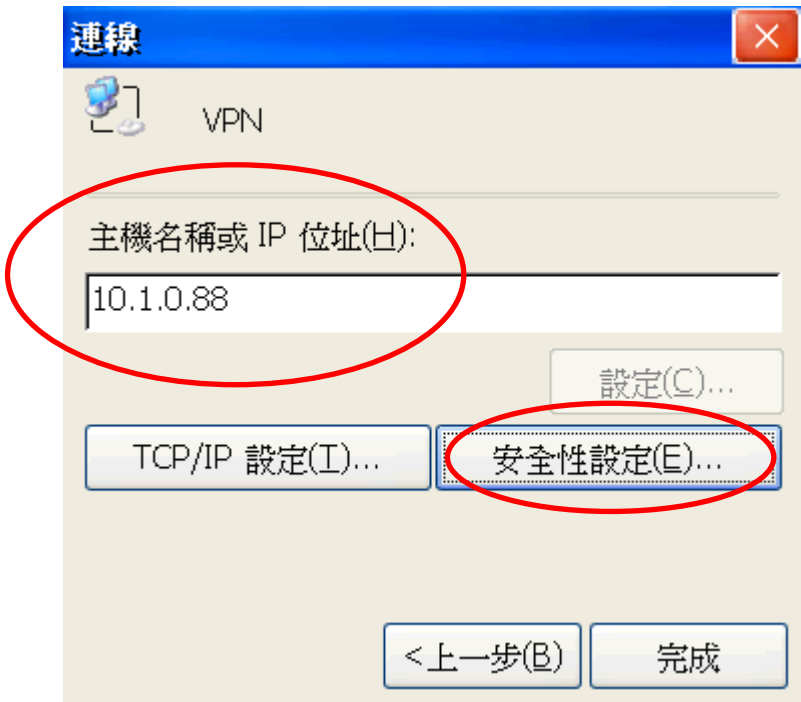 連線
VPN
主機名稱或 IP 位址(H):
10.1.0.88
設定(C)...
TCP/IP 設定(T)...
安全性設定(E)...
<上一步(B)
完成